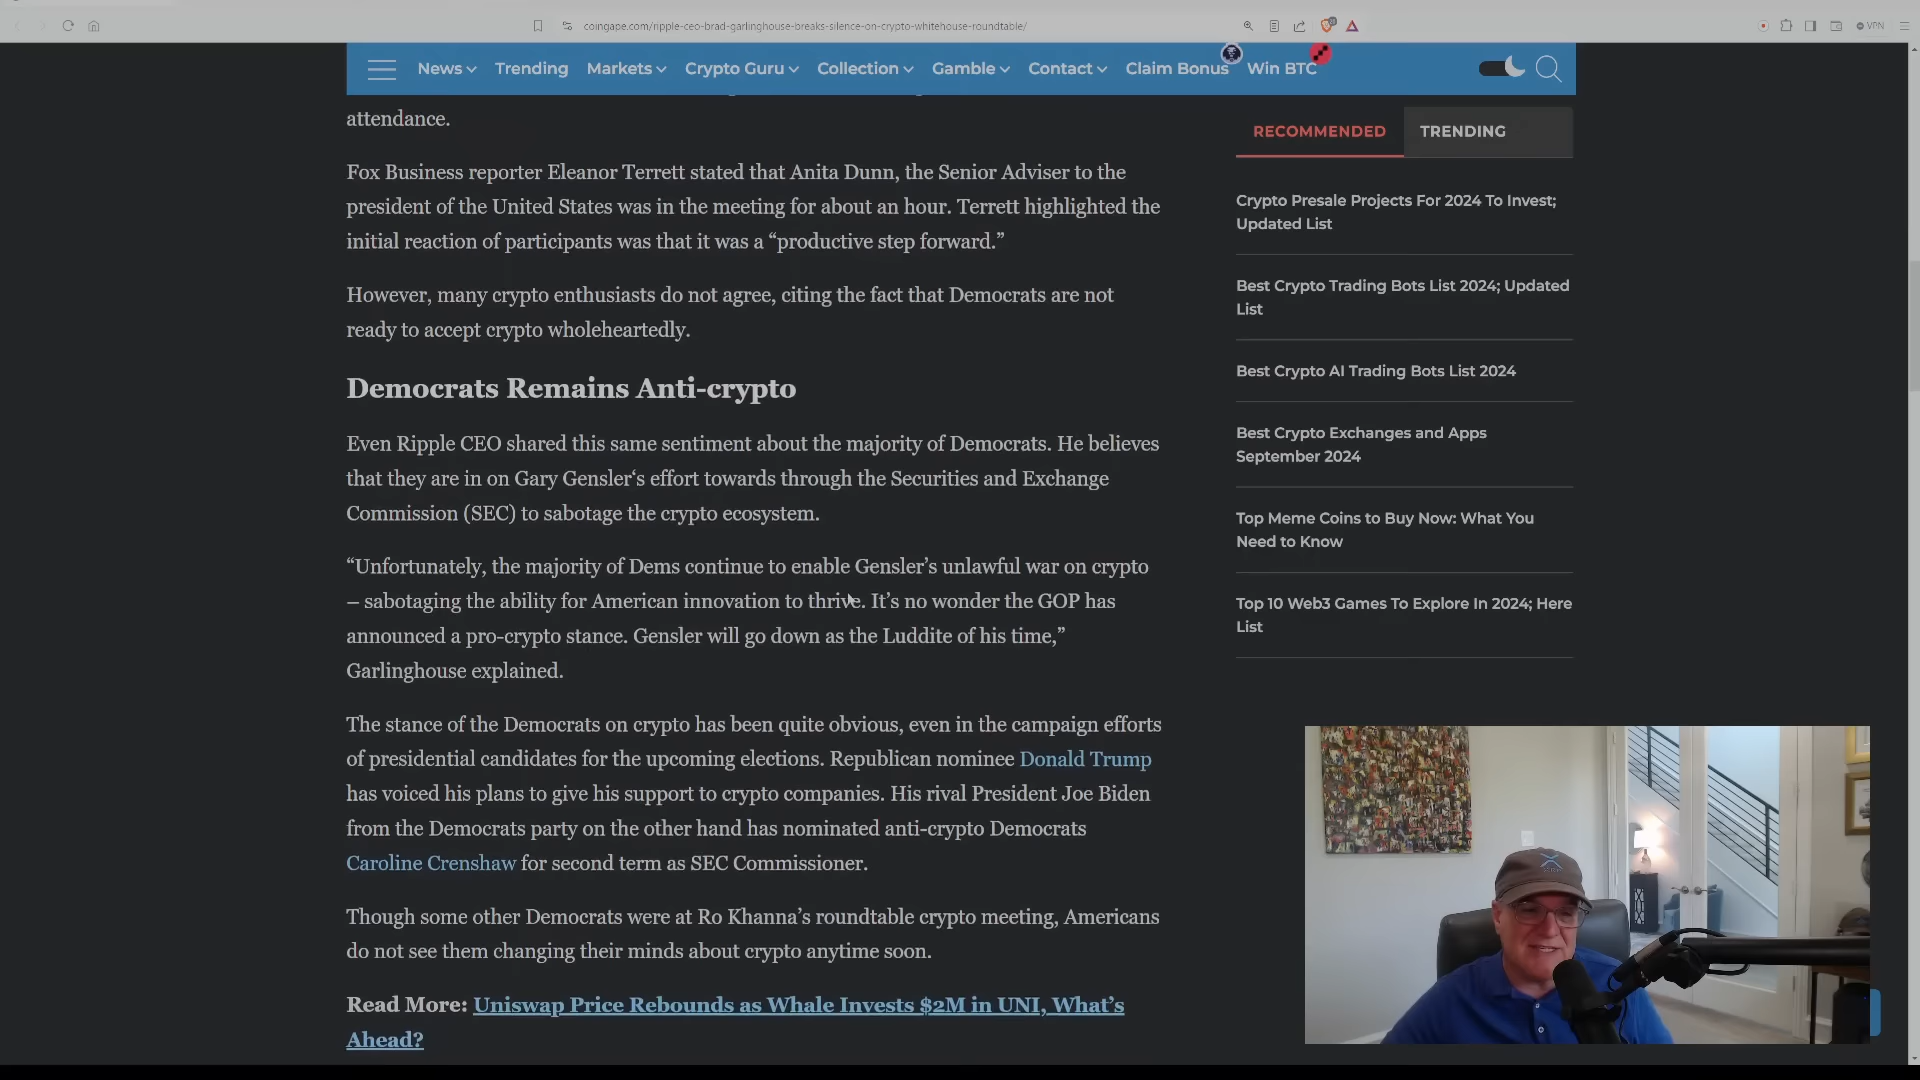 coingape.com/ripple-ceo-brad-garlinghouse-breaks-silence-on-crypto-whitehouse-roundtable/
VPN
News
Trending
Markets
Crypto Guru
Collection
Gamble
Contact
Claim Bonus
Win BTC
attendance.
Fox Business reporter Eleanor Terrett stated that Anita Dunn, the Senior Adviser to the
president of the United States was in the meeting for about an hour. Terrett highlighted the
initial reaction of participants was that it was a “productive step forward.”
However, many crypto enthusiasts do not agree, citing the fact that Democrats are not
ready to accept crypto wholeheartedly.
Democrats Remains Anti-crypto
Even Ripple CEO shared this same sentiment about the majority of Democrats. He believes
that they are in on Gary Gensler‘s effort towards through the Securities and Exchange
Commission (SEC) to sabotage the crypto ecosystem.
“Unfortunately, the majority of Dems continue to enable Gensler’s unlawful war on crypto
– sabotaging the ability for American innovation to thrive. It’s no wonder the GOP has
announced a pro-crypto stance. Gensler will go down as the Luddite of his time,”
Garlinghouse explained.
The stance of the Democrats on crypto has been quite obvious, even in the campaign efforts
of presidential candidates for the upcoming elections. Republican nominee Donald Trump
has voiced his plans to give his support to crypto companies. His rival President Joe Biden
from the Democrats party on the other hand has nominated anti-crypto Democrats
Caroline Crenshaw for second term as SEC Commissioner.
Though some other Democrats were at Ro Khanna’s roundtable crypto meeting, Americans
do not see them changing their minds about crypto anytime soon.
Read More: Uniswap Price Rebounds as Whale Invests $2M in UNI, What’s
Ahead?
RECOMMENDED
TRENDING
Crypto Presale Projects For 2024 To Invest;
Updated List
Best Crypto Trading Bots List 2024; Updated
List
Best Crypto AI Trading Bots List 2024
Best Crypto Exchanges and Apps
September 2024
Top Meme Coins to Buy Now: What You
Need to Know
Top 10 Web3 Games To Explore In 2024; Here
List